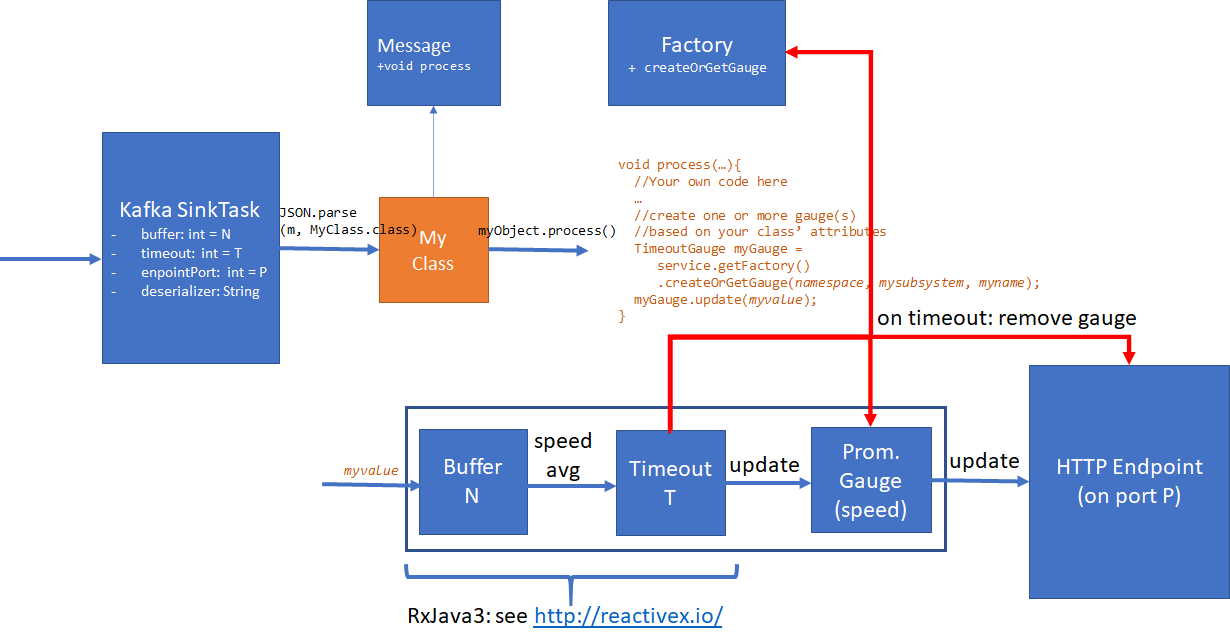 Message
+void process
Factory
+ createOrGetGauge
Kafka SinkTask
- buffer: int = N
- timeout: int = T
- enpointPort: int = P
- deserializer: String
JSON.parse
(m, MyClass.class)
My
Class
myObject.process()
void process(…){
//Your own code here
…
//create one or more gauge(s)
//based on your class’ attributes
TimeoutGauge myGauge =
service.getFactory()
.createOrGetGauge(namespace, mysubsystem, myname);
myGauge.update(myvalue);
}
on timeout: remove gauge
myvalue
Buffer
N
speed
avg
Timeout
T
update
Prom.
Gauge
(speed)
update
HTTP Endpoint
(on port P)
RxJava3: see http://reactivex.io/